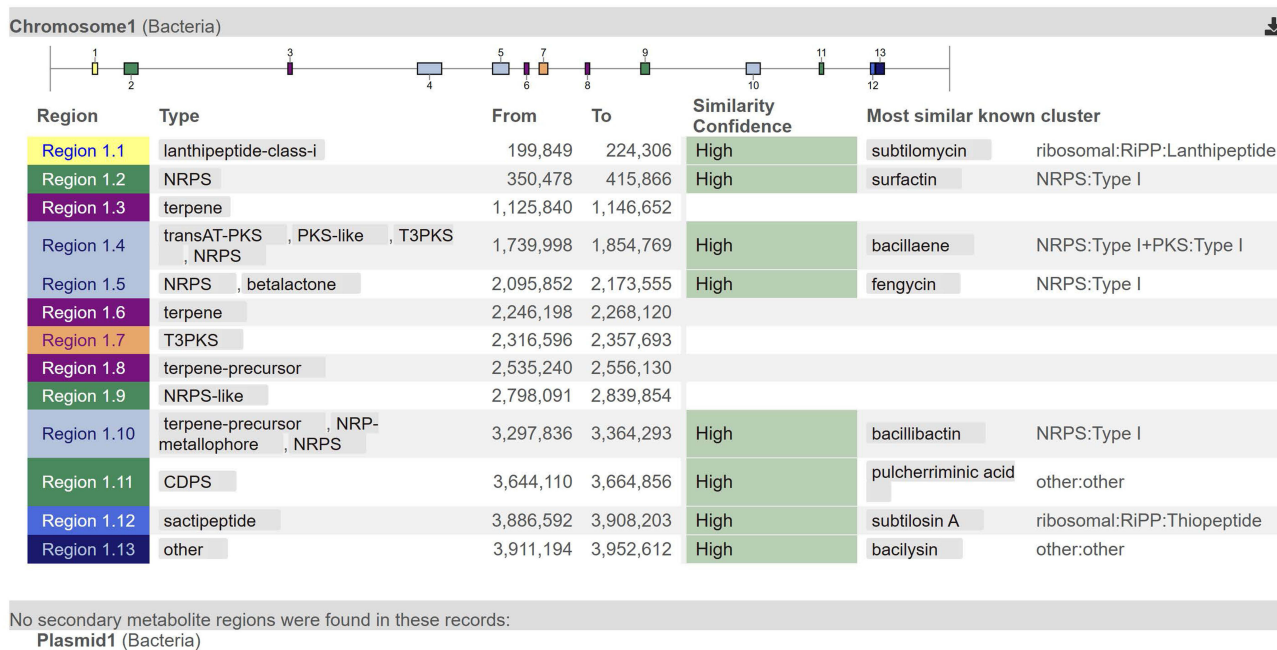 Chromosome1 (Bacteria)
1 3 5 7 9 11 13
2 4 6 8 10 12
Region Type From To Similarity Confidence Most similar known cluster
Region 1.1 lanthipeptide-class-i 199,849 224,306 High subtilomycin ribosomal:RiPP:Lanthipeptide
Region 1.2 NRPS 350,478 415,866 High surfactin NRPS:Type I
Region 1.3 terpene 1,125,840 1,146,652
Region 1.4 transAT-PKS , PKS-like , T3PKS , NRPS 1,739,998 1,854,769 High bacillaene NRPS:Type I+PKS:Type I
Region 1.5 NRPS , betalactone 2,095,852 2,173,555 High fengycin NRPS:Type I
Region 1.6 terpene 2,246,198 2,268,120
Region 1.7 T3PKS 2,316,596 2,357,693
Region 1.8 terpene-precursor 2,535,240 2,556,130
Region 1.9 NRPS-like 2,798,091 2,839,854
Region 1.10 terpene-precursor , NRP-metallophore , NRPS 3,297,836 3,364,293 High bacillibactin NRPS:Type I
Region 1.11 CDPS 3,644,110 3,664,856 High pulcherriminic acid other:other
Region 1.12 sactipeptide 3,886,592 3,908,203 High subtilosin A ribosomal:RiPP:Thiopeptide
Region 1.13 other 3,911,194 3,952,612 High bacilysin other:other
No secondary metabolite regions were found in these records:
Plasmid1 (Bacteria)